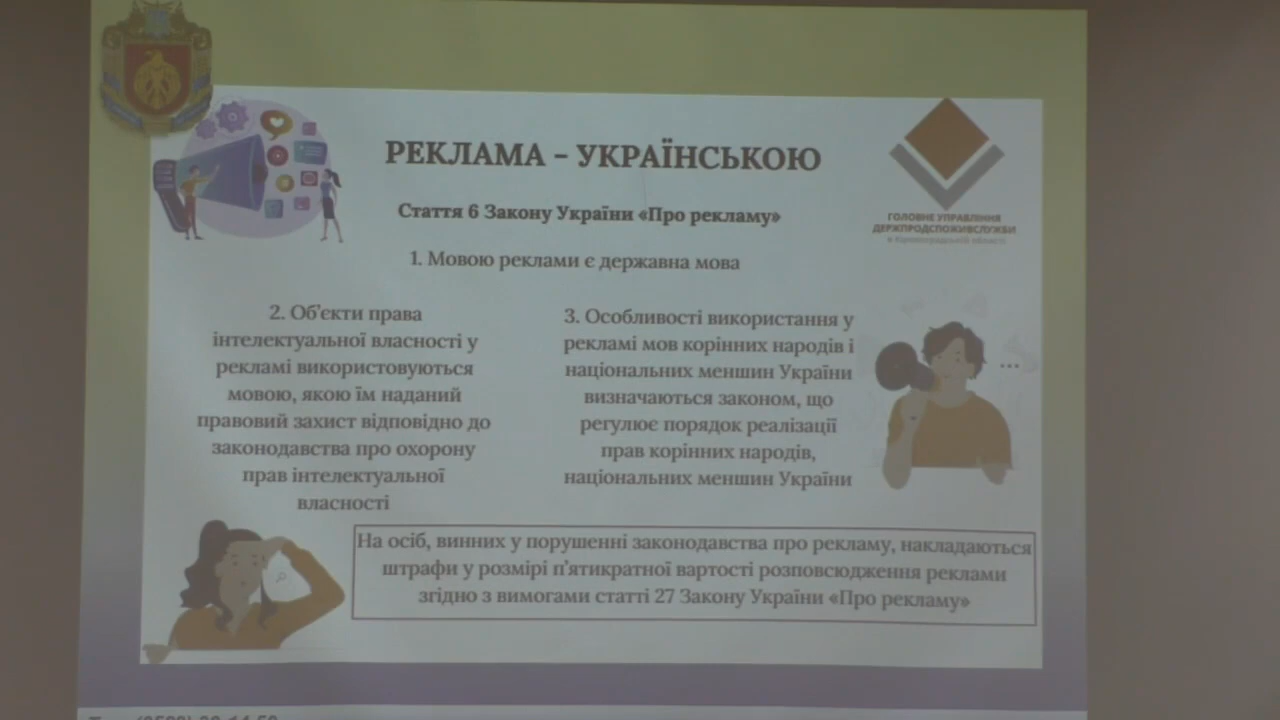 РЕКЛАМА – УКРАЇНСЬКОЮ
ГОЛОВНЕ УПРАВЛІННЯ
ДЕРЖПРОДСПОЖИВСЛУЖБИ
в Кіровоградській області
Стаття 6 Закону України «Про рекламу»
1. Мовою реклами є державна мова
2. Об'єкти права
інтелектуальної власності у
рекламі використовуються
мовою, якою їм наданий
правовий захист відповідно до
законодавства про охорону
прав інтелектуальної
власності
3. Особливості використання у
рекламі мов корінних народів і
національних меншин України
визначаються законом, що
регулює порядок реалізації
прав корінних народів,
національних меншин України
...
На осіб, винних у порушенні законодавства про рекламу, накладаються
штрафи у розмірі п'ятикратної вартості розповсюдження реклами
згідно з вимогами статті 27 Закону України «Про рекламу»